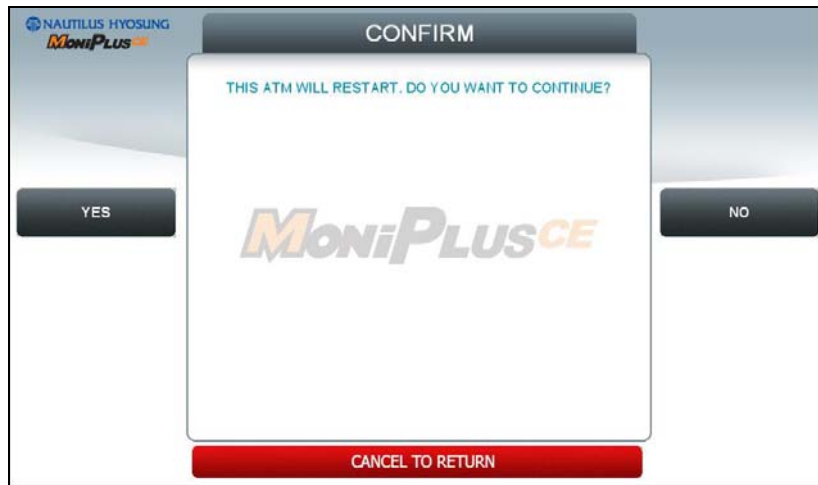 NAUTILUS HYOSUNG
MONIPLUS CE
CONFIRM
THIS ATM WILL RESTART. DO YOU WANT TO CONTINUE?
YES
NO
MONIPLUSCE
CANCEL TO RETURN